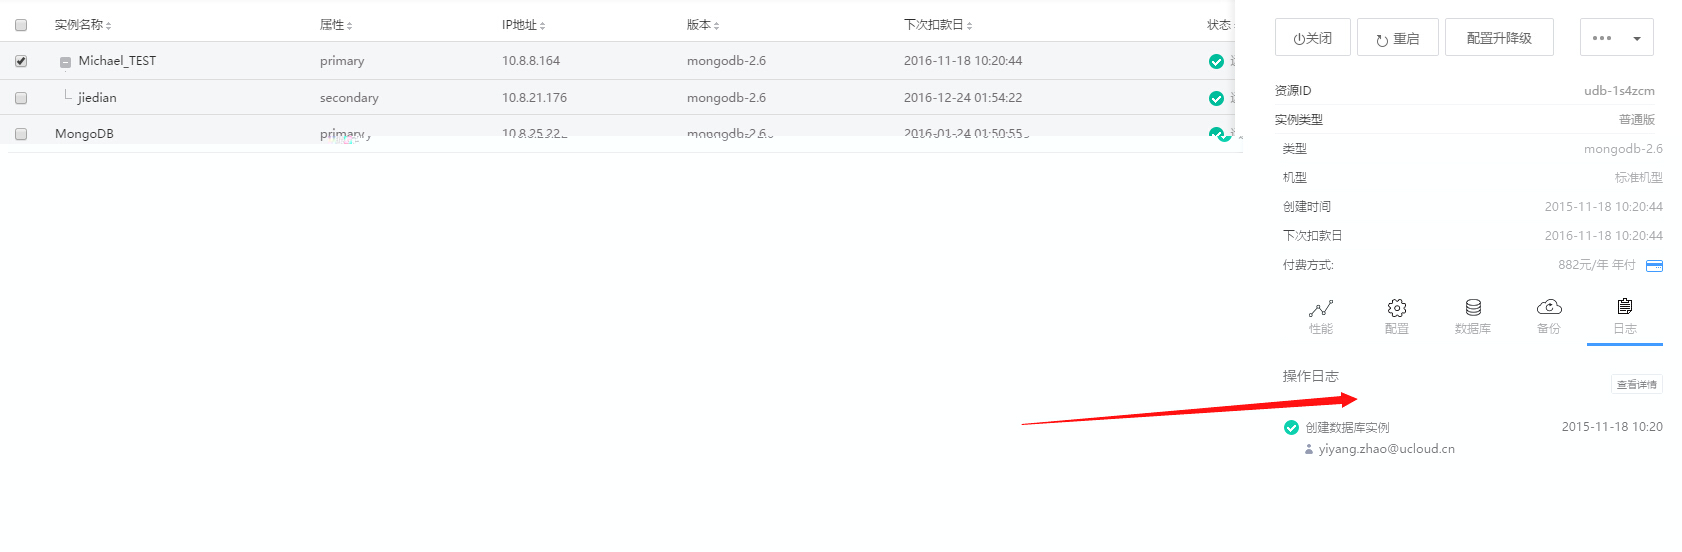 实例名称 属性 IP地址 版本 下次扣款日 状态
Michael_TEST primary 10.8.8.164 mongodb-2.6 2016-11-18 10:20:44
jiedian secondary 10.8.21.176 mongodb-2.6 2016-12-24 01:54:22
MongoDB primary 10.8.25.22 mongodb-2.6 2016-01-24 01:50:55
关闭 重启 配置升降级
资源ID udb-1s4zcm
实例类型 普通版
类型 mongodb-2.6
机型 标准机型
创建时间 2015-11-18 10:20:44
下次扣款日 2016-11-18 10:20:44
付费方式: 882元/年 年付
性能 配置 数据库 备份 日志
操作日志 查看详情
创建数据库实例 2015-11-18 10:20
yiyang.zhao@ucloud.cn